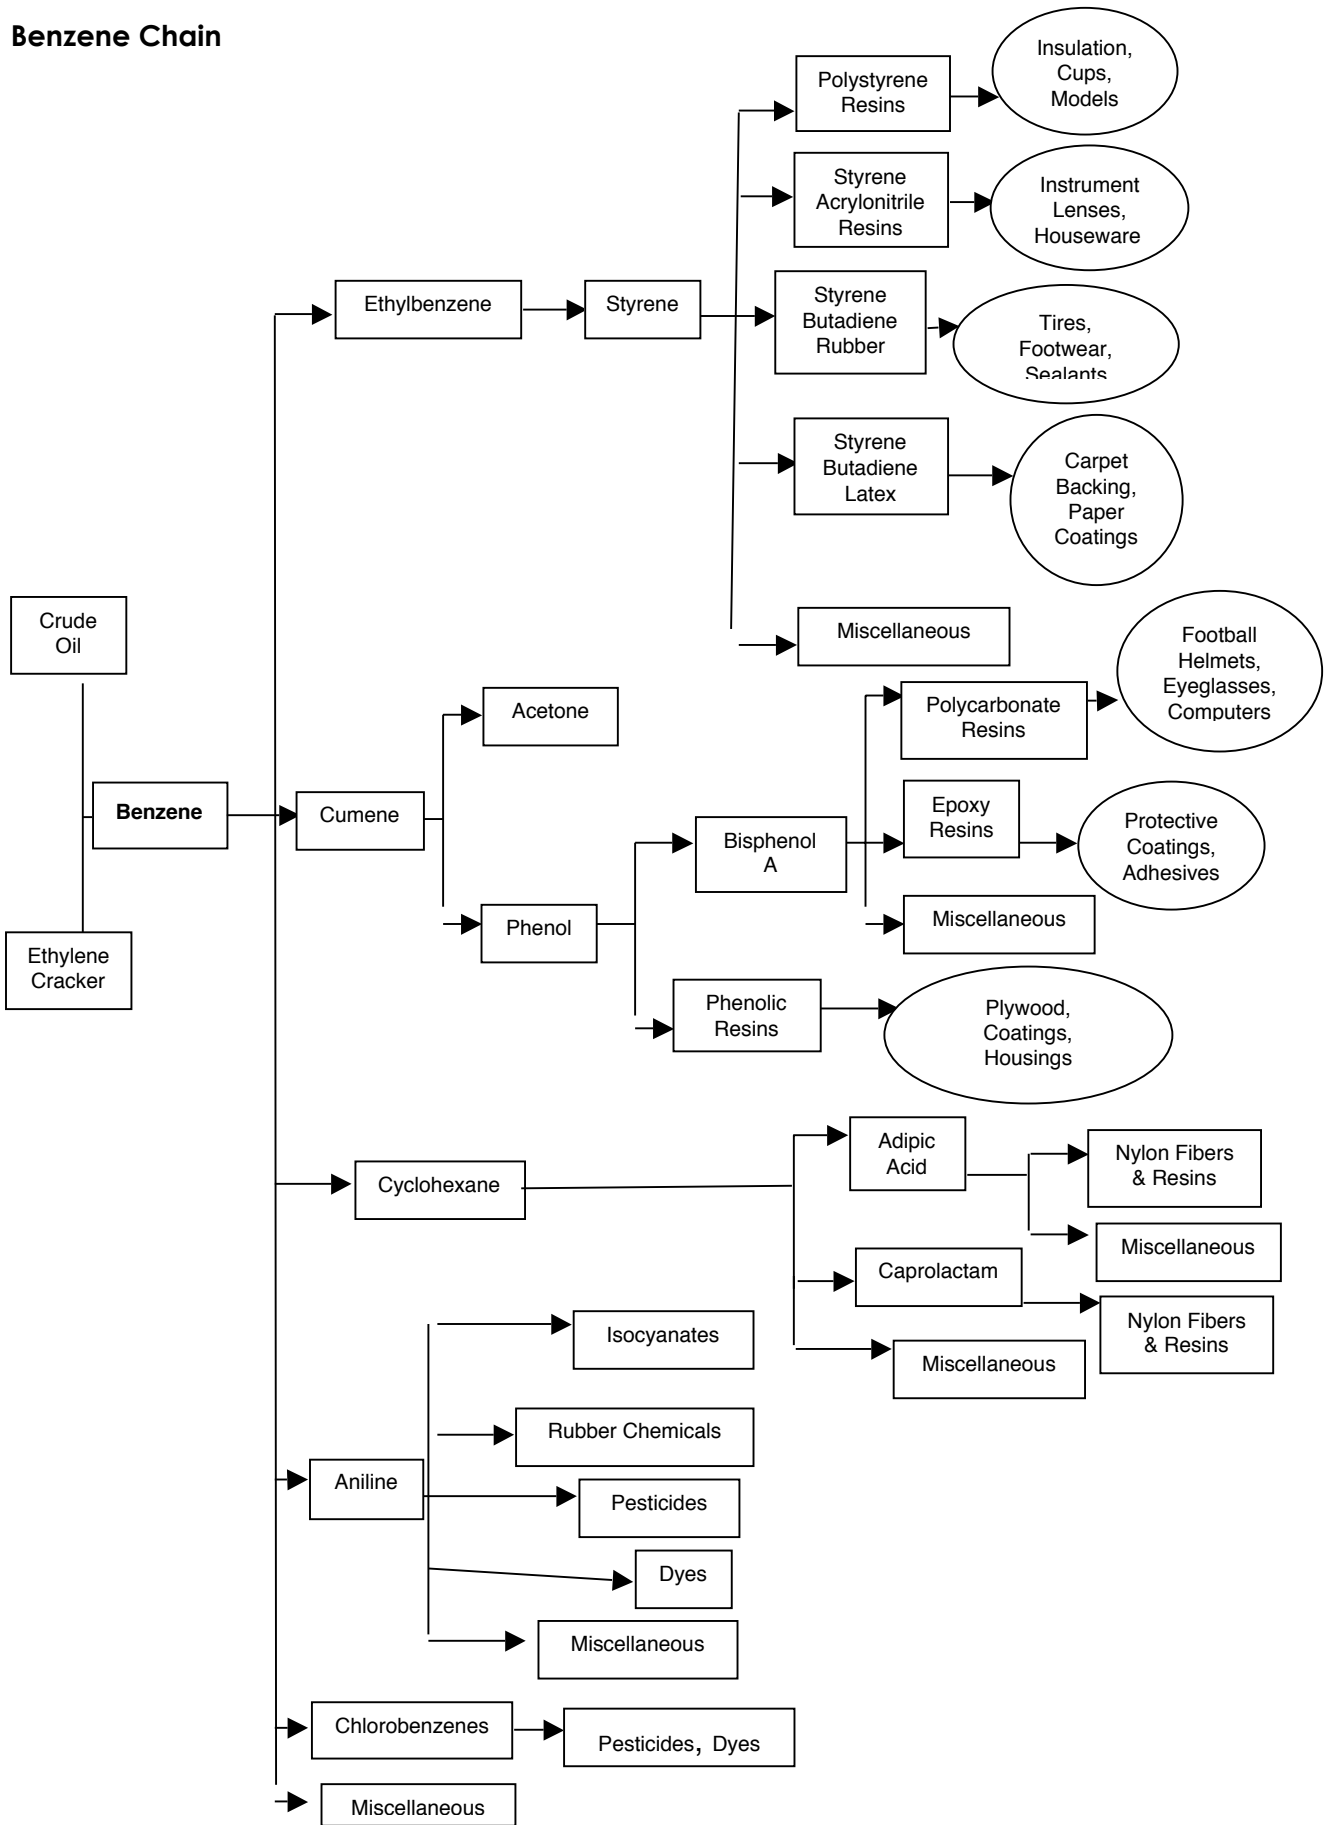 Benzene Chain
Insulation,
Cups,
Models
Polystyrene
Resins
Styrene
Acrylonitrile
Resins
Instrument
Lenses,
Houseware
Ethylbenzene
Styrene
Styrene
Butadiene
Rubber
Tires,
Footwear,
Sealants
Styrene
Butadiene
Latex
Carpet
Backing,
Paper
Coatings
Crude
Oil
Miscellaneous
Football
Helmets,
Eyeglasses,
Computers
Acetone
Polycarbonate
Resins
Benzene
Cumene
Bisphenol
A
Epoxy
Resins
Protective
Coatings,
Adhesives
Phenol
Miscellaneous
Ethylene
Cracker
Phenolic
Resins
Plywood,
Coatings,
Housings
Cyclohexane
Adipic
Acid
Nylon Fibers
& Resins
Miscellaneous
Caprolactam
Nylon Fibers
& Resins
Miscellaneous
Isocyanates
Rubber Chemicals
Aniline
Pesticides
Dyes
Miscellaneous
Chlorobenzenes
Pesticides, Dyes
Miscellaneous